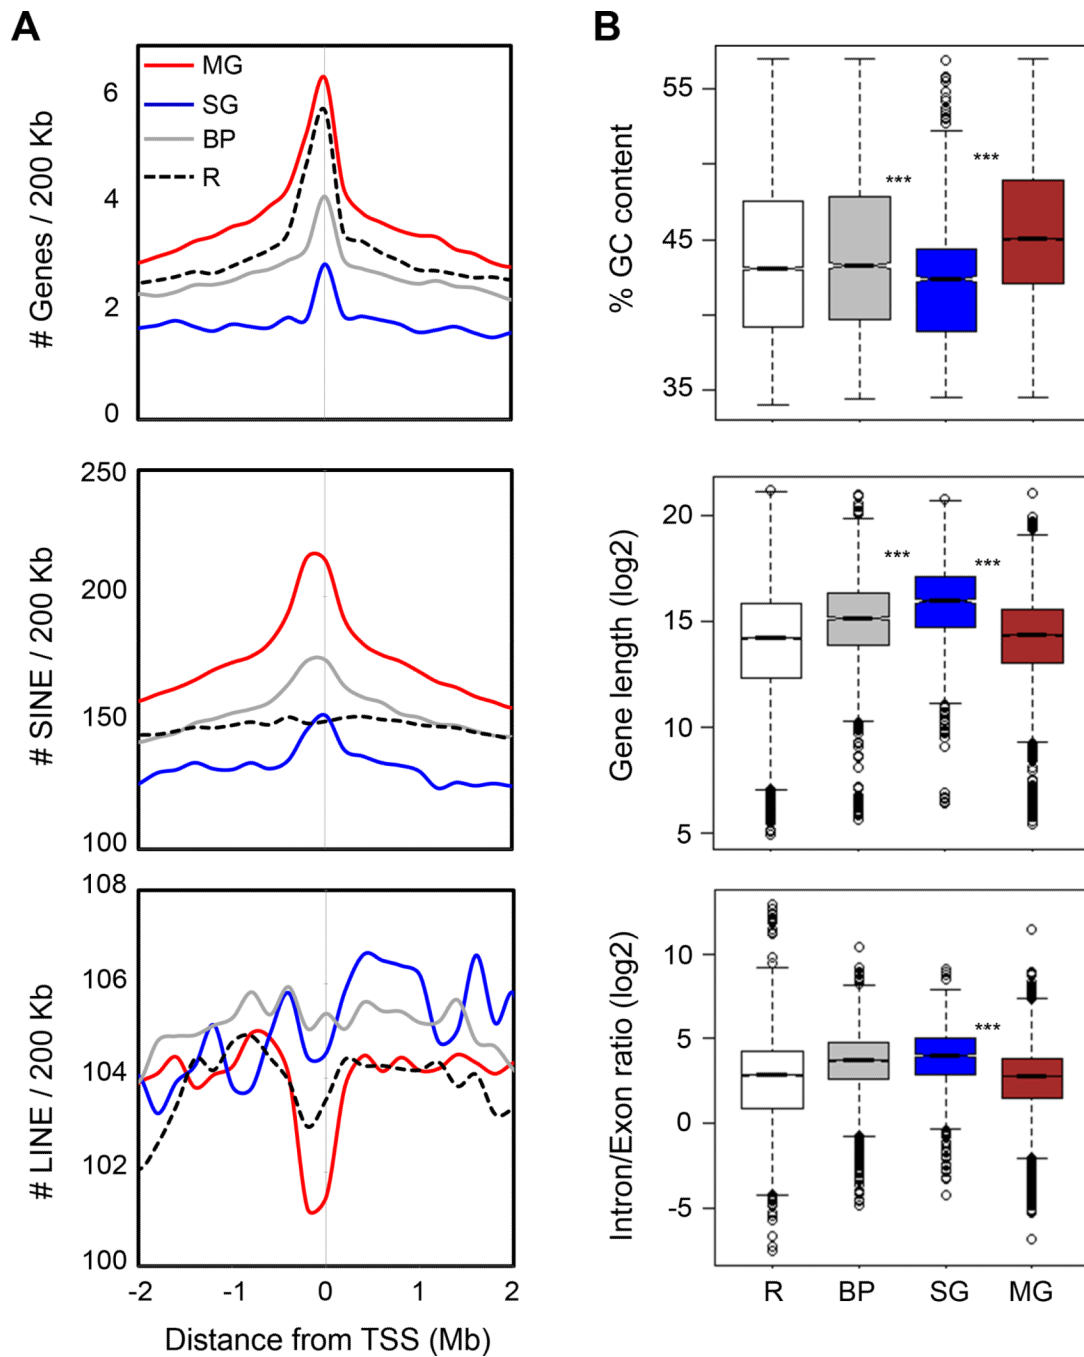 A
B
# Genes / 200 Kb
6
4
2
0
MG
SG
BP
R
% GC content
55
45
35
***
***
# SINE / 200 Kb
250
200
150
100
Gene length (log2)
20
15
10
5
***
***
# LINE / 200 Kb
108
106
104
102
100
-2
-1
0
1
2
Distance from TSS (Mb)
Intron/Exon ratio (log2)
10
5
0
-5
***
R
BP
SG
MG